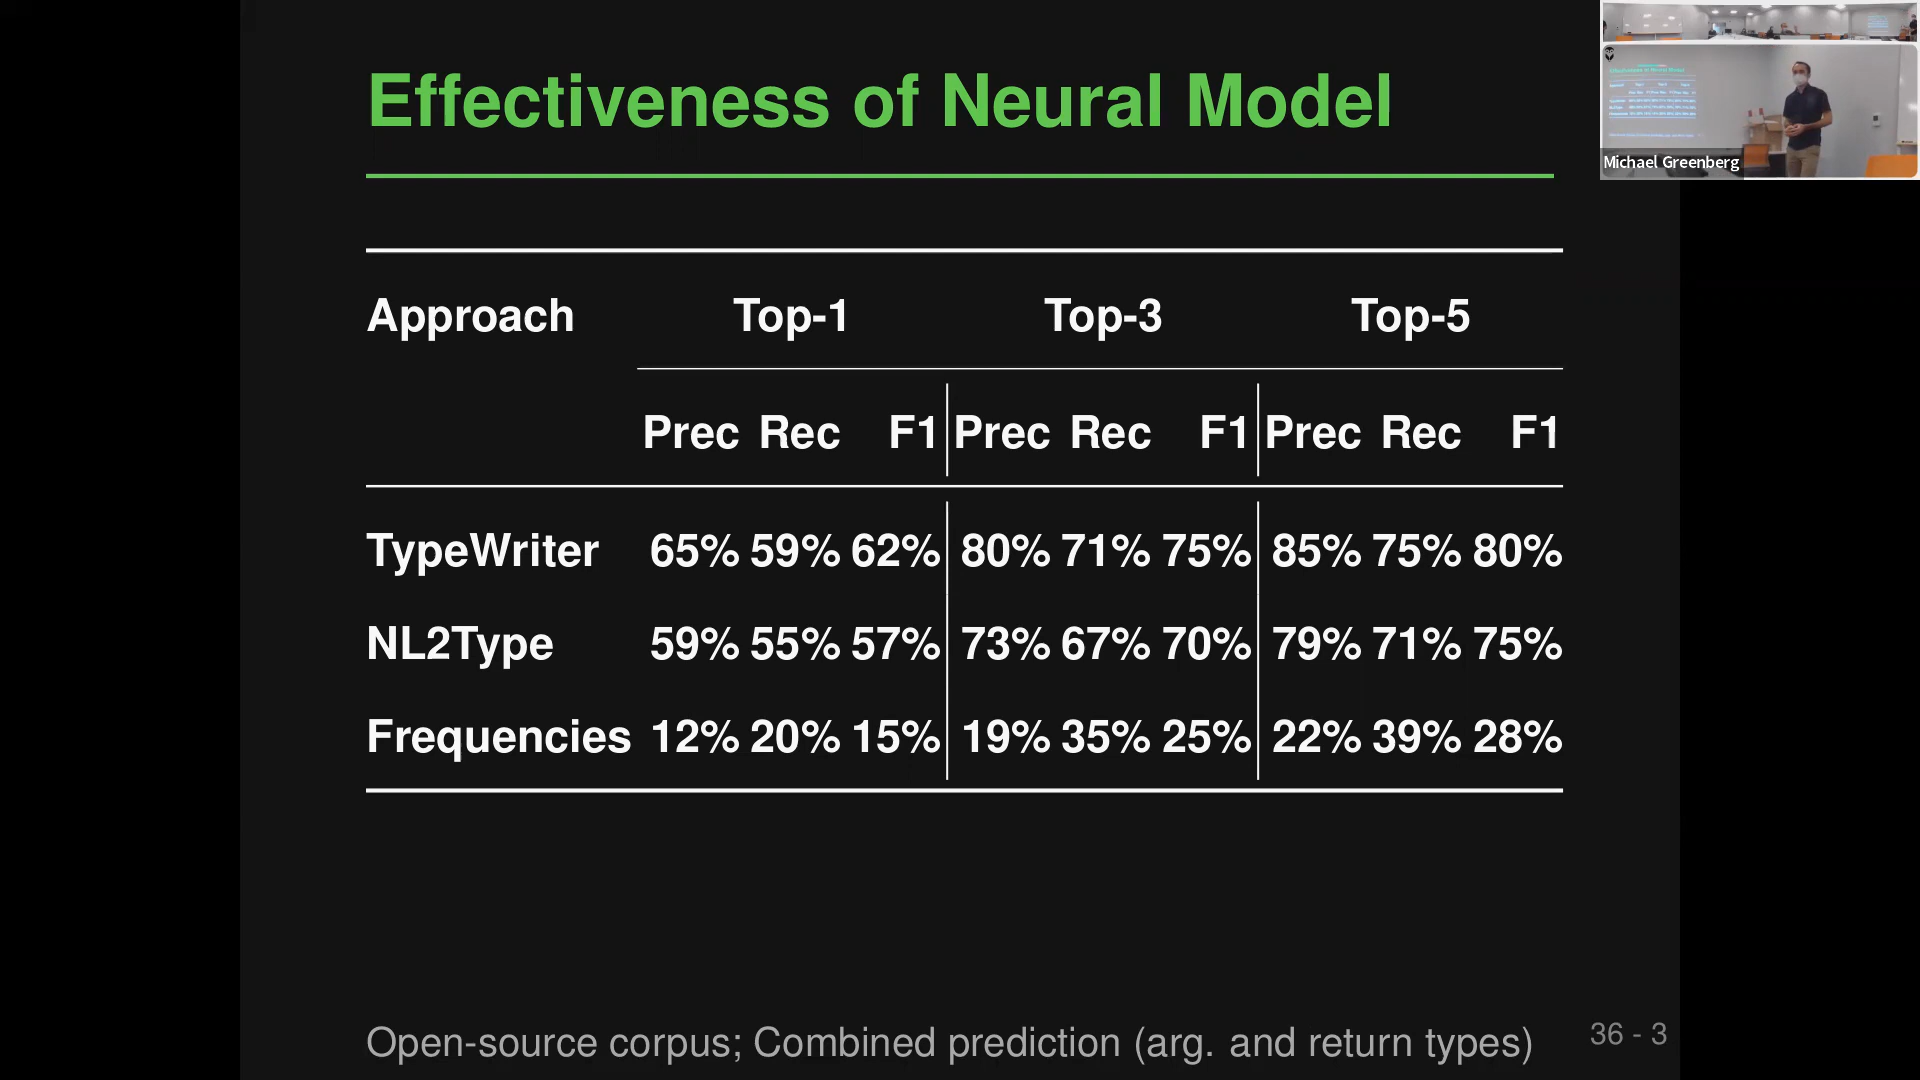 Effectiveness of Neural Model
Approach Top-1 Top-3 Top-5
Prec Rec F1 Prec Rec F1 Prec Rec F1
TypeWriter 65% 59% 62% 80% 71% 75% 85% 75% 80%
NL2Type 59% 55% 57% 73% 67% 70% 79% 71% 75%
Frequencies 12% 20% 15% 19% 35% 25% 22% 39% 28%
Open-source corpus; Combined prediction (arg. and return types)
36 - 3
Michael Greenberg